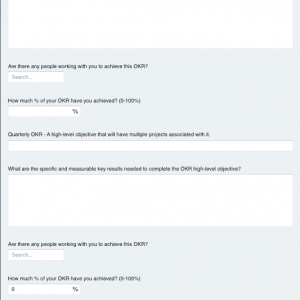 Are there any people working with you to achieve this OKR?
Search...
How much % of your OKR have you achieved? (0-100%)
%
Quarterly OKR - A high-level objective that will have multiple projects associated with it.
What are the specific and measurable key results needed to complete the OKR high-level objective?
Are there any people working with you to achieve this OKR?
Search...
How much % of your OKR have you achieved? (0-100%)
0 %